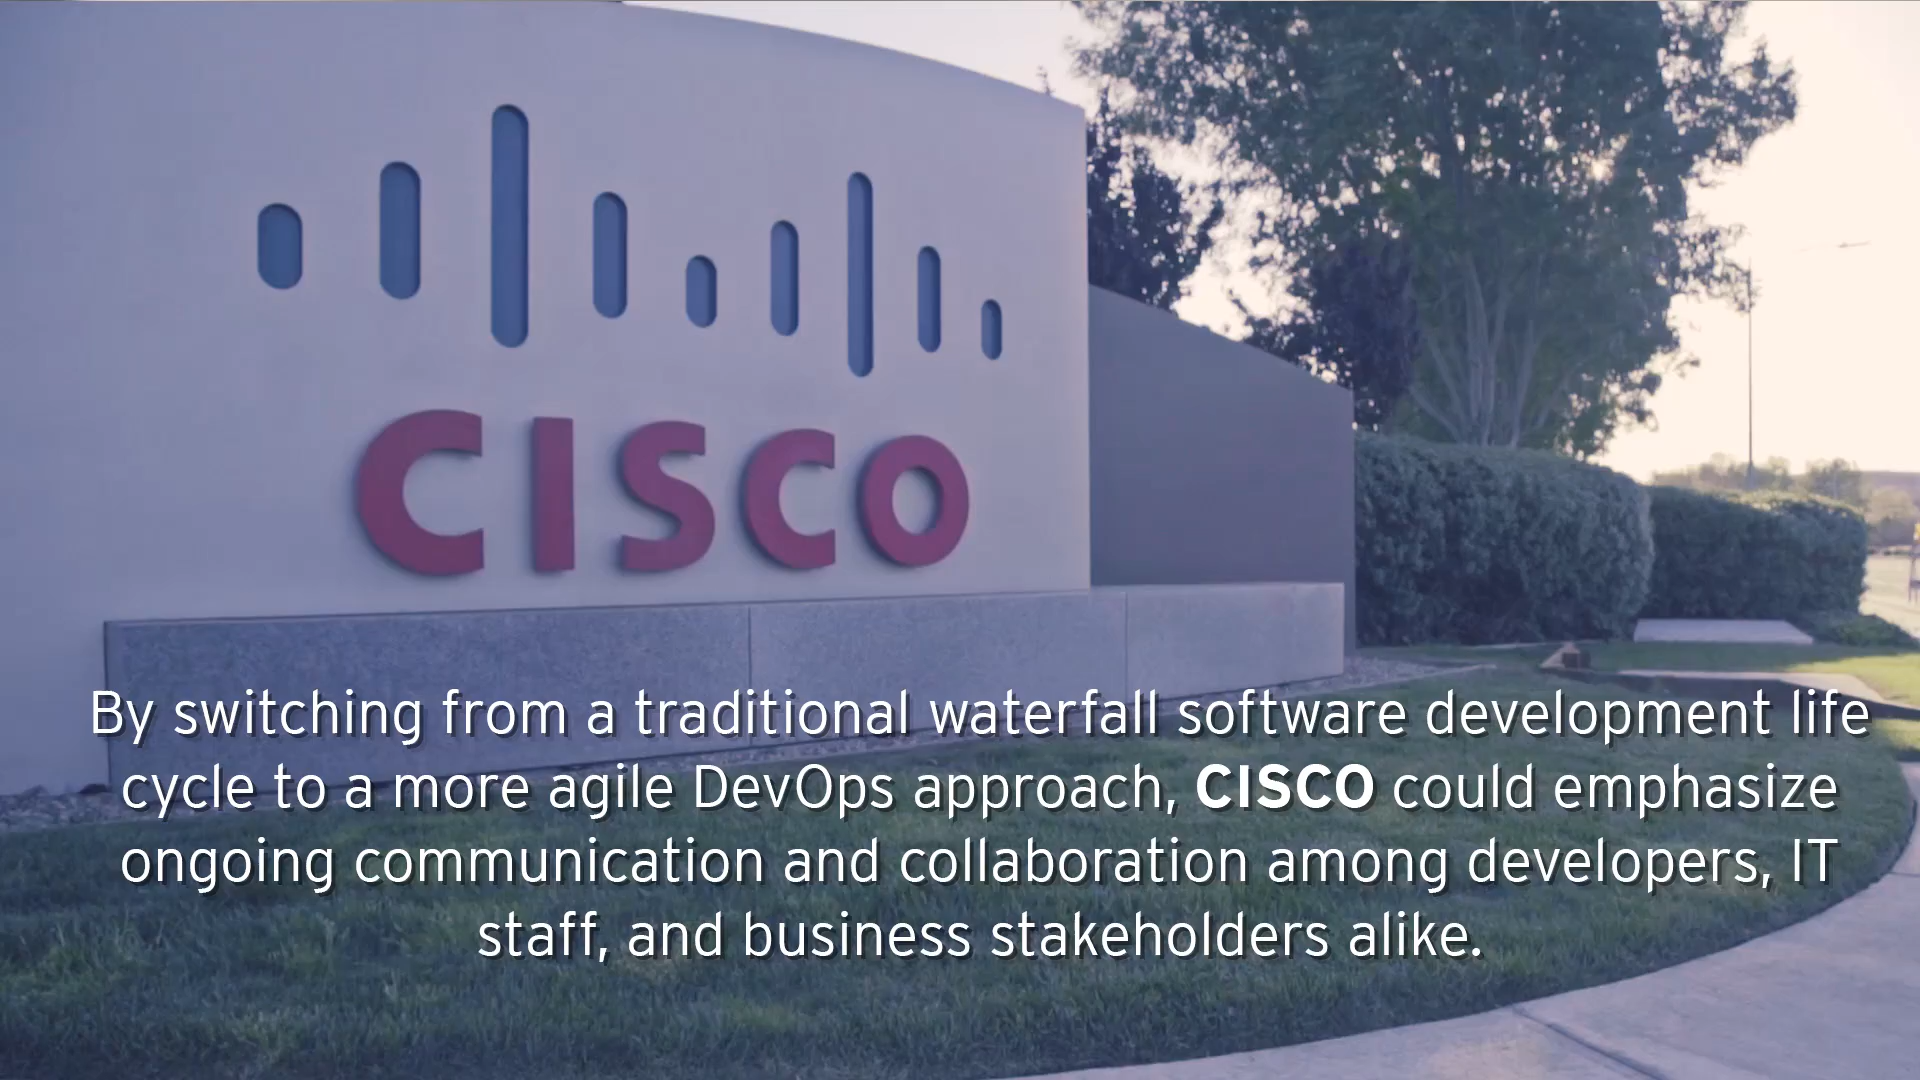 CISCO
By switching from a traditional waterfall software development life
cycle to a more agile DevOps approach, CISCO could emphasize
ongoing communication and collaboration among developers, IT
staff, and business stakeholders alike.